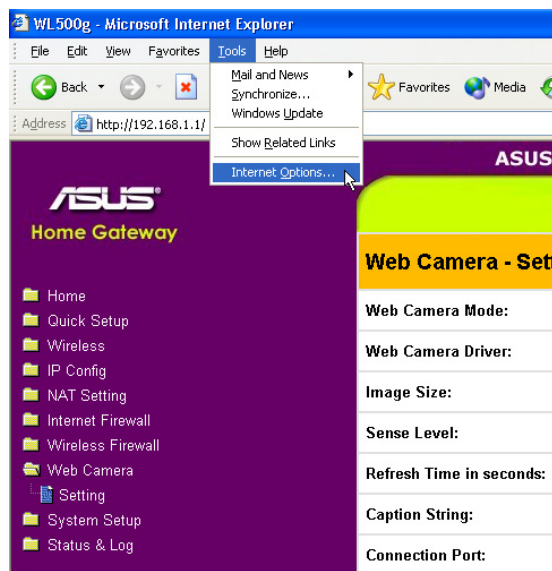 WL500g - Microsoft Internet Explorer
File Edit View Favorites Tools Help
Back Favorites Media
Mail and News
Synchronize...
Windows Update
Show Related Links
Internet Options...
Address http://192.168.1.1/
ASUS
ASUS
Home Gateway
Home
Quick Setup
Wireless
IP Config
NAT Setting
Internet Firewall
Wireless Firewall
Web Camera
Setting
System Setup
Status & Log
Web Camera - Sett
Web Camera Mode:
Web Camera Driver:
Image Size:
Sense Level:
Refresh Time in seconds:
Caption String:
Connection Port: